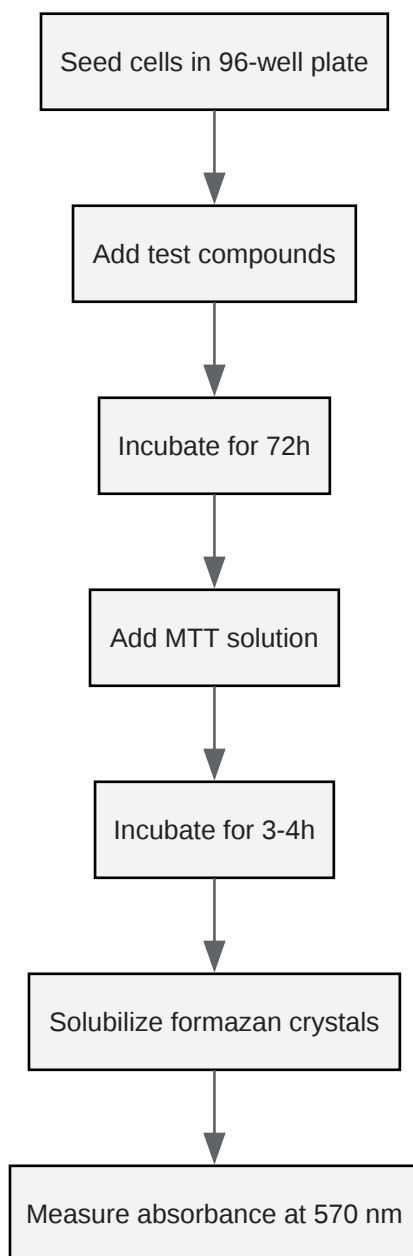 Seed cells in 96-well plate
Add test compounds
Incubate for 72h
Add MTT solution
Incubate for 3-4h
Solubilize formazan crystals
Measure absorbance at 570 nm